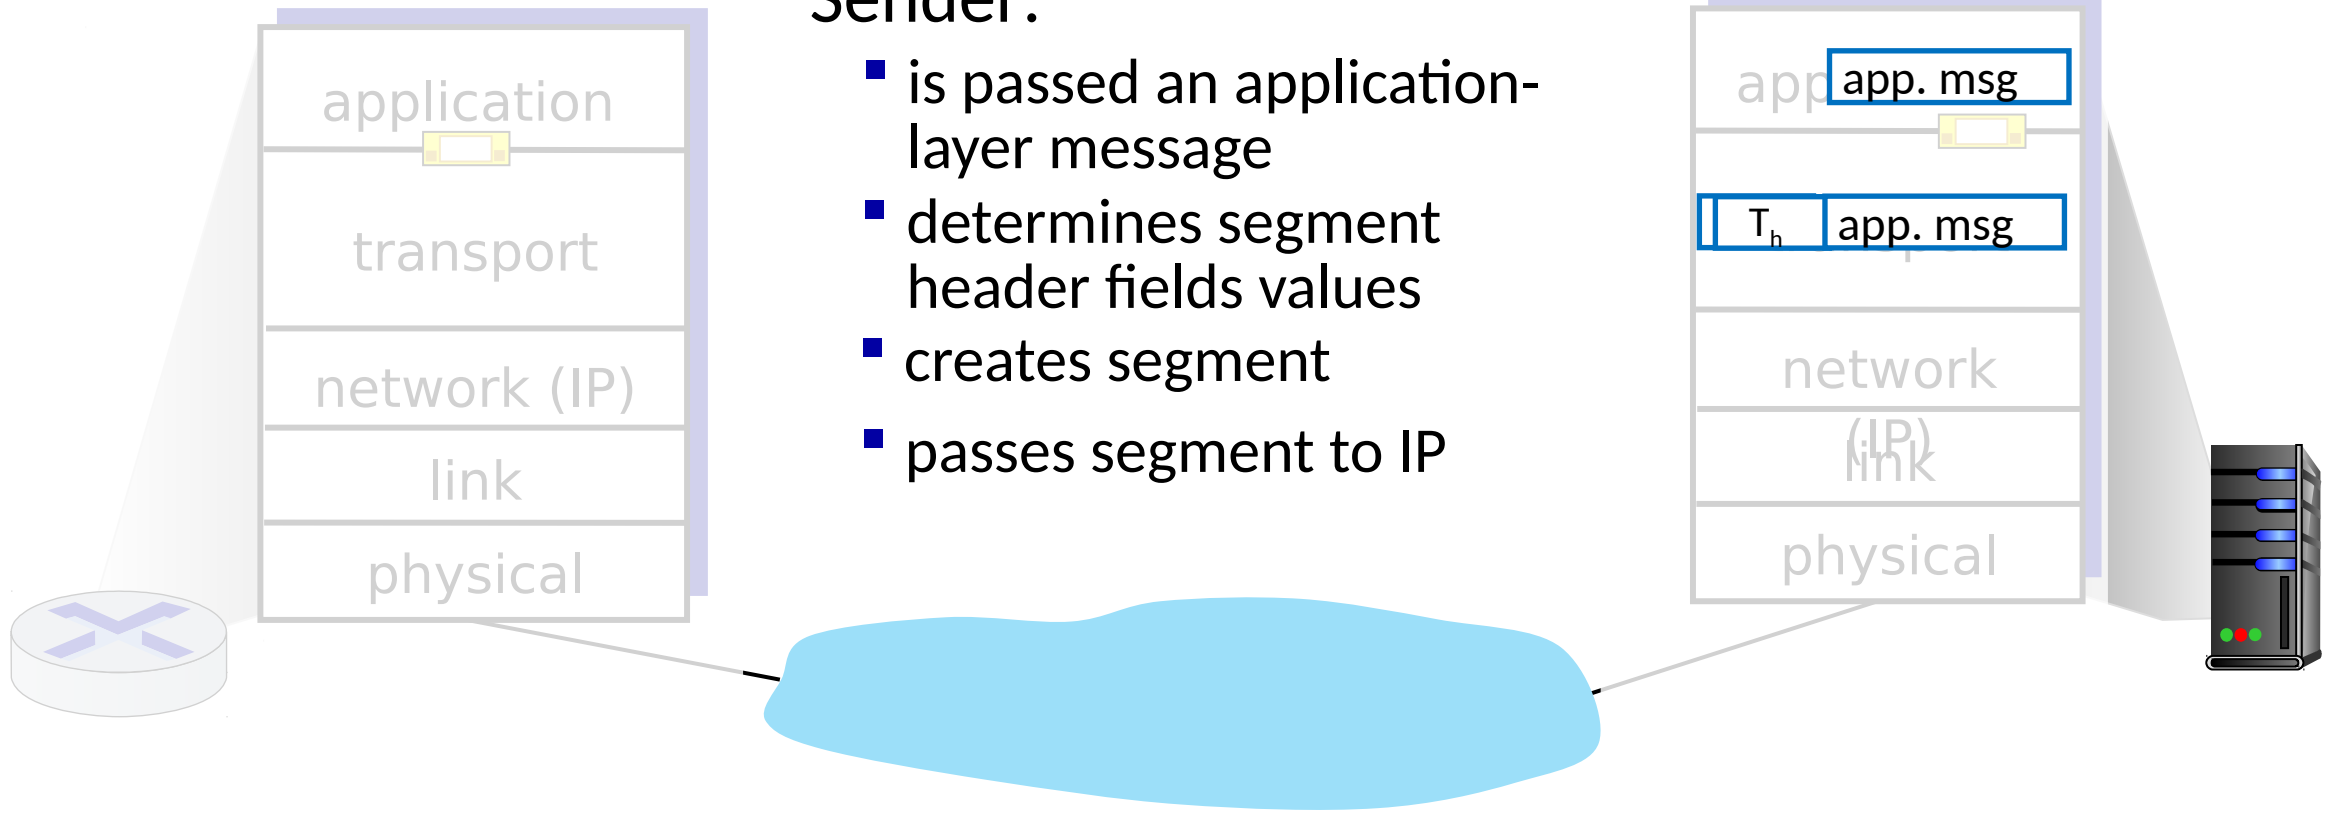 Sender:
application
transport
network (IP)
link
physical
is passed an application-
layer message
determines segment
header fields values
creates segment
passes segment to IP
app
app. msg
Th
app. msg
network
(IP)
link
physical